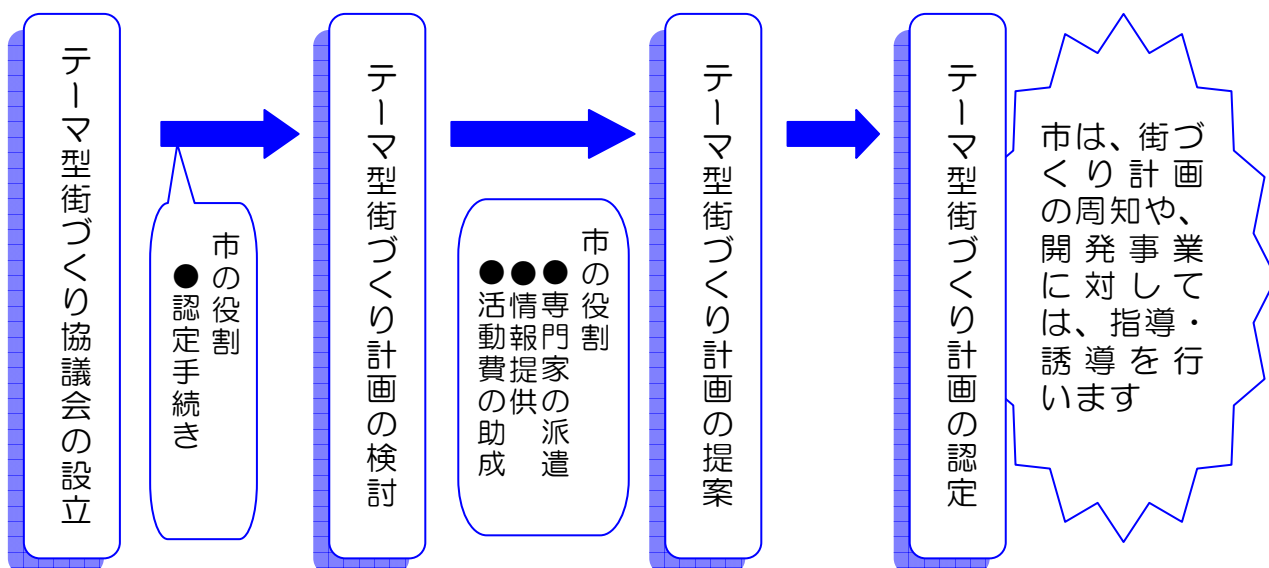 テーマ型街づくり協議会の設立
市の役割
●認定手続き
テーマ型街づくり計画の検討
市の役割
●専門家の派遣
●情報提供
●活動費の助成
テーマ型街づくり計画の提案
テーマ型街づくり計画の認定
市は、街づ
くり計画
の周知や、
開発事業
に対して
は、指導・
誘導を行
います